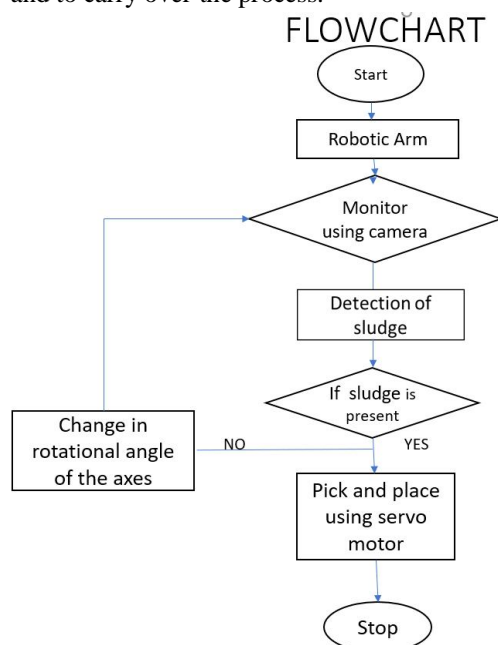 and to carry over the process.
FLOWCHART
Start
Robotic Arm
Monitor
using camera
Detection of
sludge
If sludge is
present
Change in
rotational angle
of the axes
NO
YES
Pick and place
using servo
motor
Stop